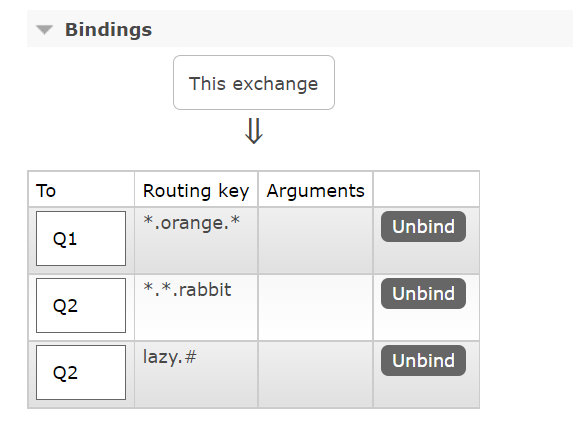 Bindings
This exchange
⇓
To Routing key Arguments
Q1 *.orange.* Unbind
Q2 *.*.rabbit Unbind
Q2 lazy.# Unbind